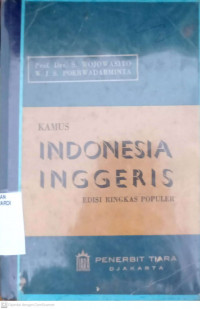 Prof. Drs. S. WOJOWASITO
W. J. S. POERWADARMINTA
KAMUS
INDONESIA
INGGERIS
EDISI RINGKAS POPULER
PENERBIT TIARA
DJAKARTA